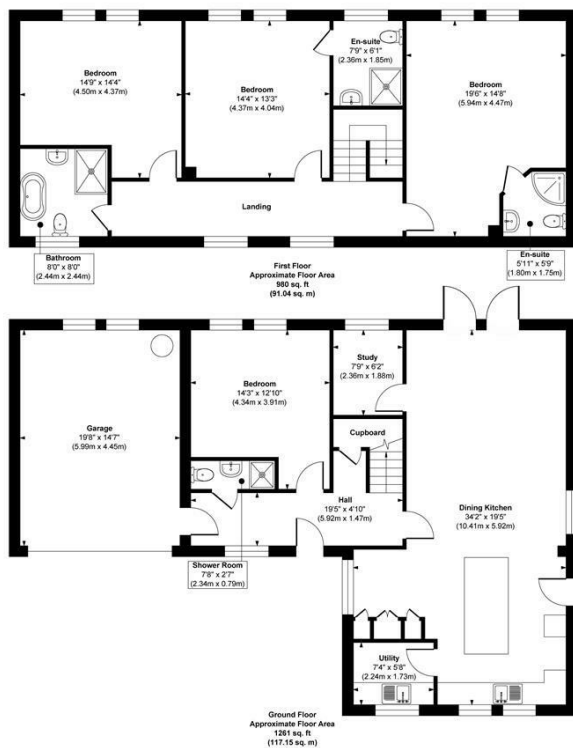 Bedroom
14'9" x 14'4"
(4.50m x 4.37m)
Bedroom
14'4" x 13'3"
(4.37m x 4.04m)
En-suite
7'9" x 6'1"
(2.36m x 1.85m)
Bedroom
19'6" x 14'8"
(5.94m x 4.47m)
Landing
Bathroom
8'0" x 8'0"
(2.44m x 2.44m)
En-suite
5'11" x 5'9"
(1.80m x 1.75m)
First Floor
Approximate Floor Area
980 sq. ft
(91.04 sq. m)
Garage
19'8" x 14'7"
(5.99m x 4.45m)
Bedroom
14'3" x 12'10"
(4.34m x 3.91m)
Study
7'9" x 6'2"
(2.36m x 1.88m)
Cupboard
Hall
19'5" x 4'10"
(5.92m x 1.47m)
Dining Kitchen
34'2" x 19'5"
(10.41m x 5.92m)
Shower Room
7'8" x 2'7"
(2.34m x 0.79m)
Utility
7'4" x 5'8"
(2.24m x 1.73m)
Ground Floor
Approximate Floor Area
1261 sq. ft
(117.15 sq. m)